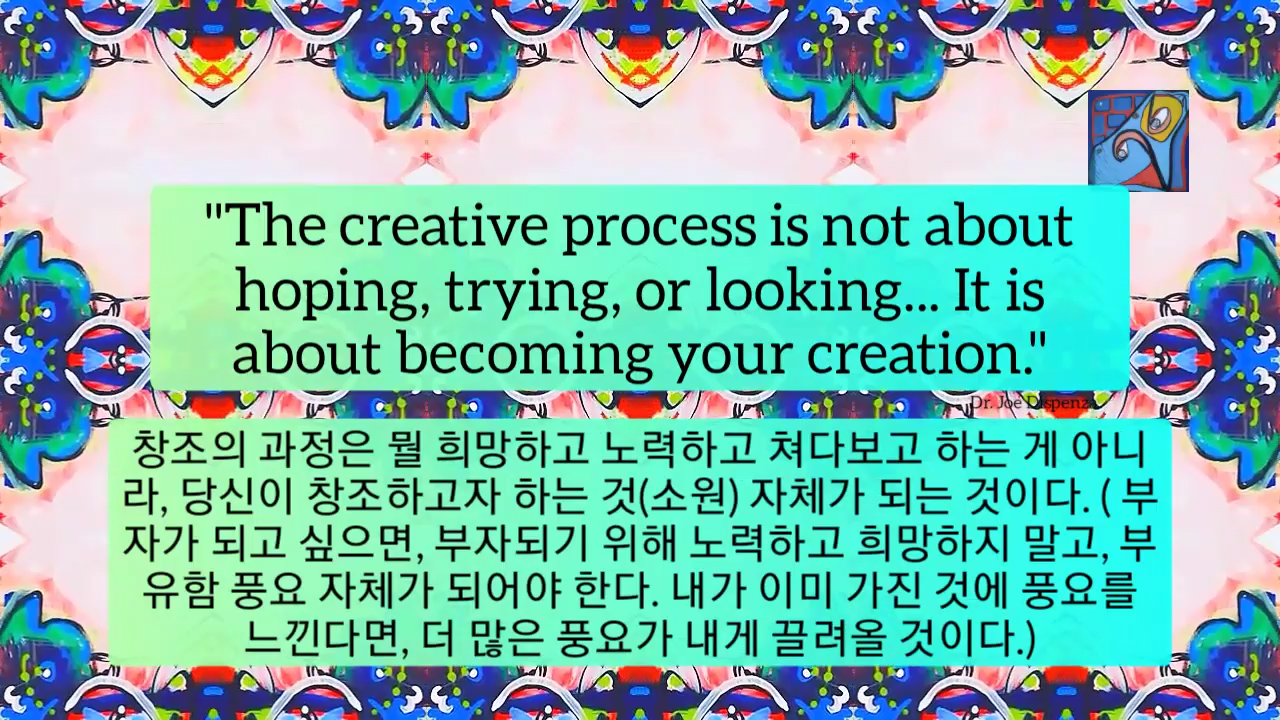 "The creative process is not about
hoping, trying, or looking... It is
about becoming your creation."
Dr. Joe Dispenza
창조의 과정은 뭘 희망하고 노력하고 쳐다보고 하는 게 아니
라, 당신이 창조하고자 하는 것(소원) 자체가 되는 것이다. ( 부
자가 되고 싶으면, 부자되기 위해 노력하고 희망하지 말고, 부
유함 풍요 자체가 되어야 한다. 내가 이미 가진 것에 풍요를
느낀다면, 더 많은 풍요가 내게 끌려올 것이다.)